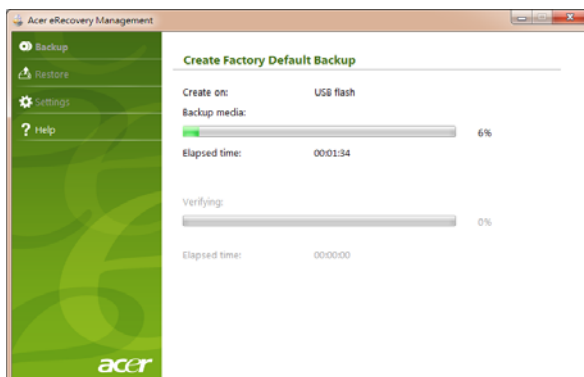 Acer eRecovery Management
Backup
Restore
Settings
Help
Create Factory Default Backup
Create on: USB flash
Backup media:
6%
Elapsed time: 00:01:34
Verifying:
0%
Elapsed time: 00:00:00
acer